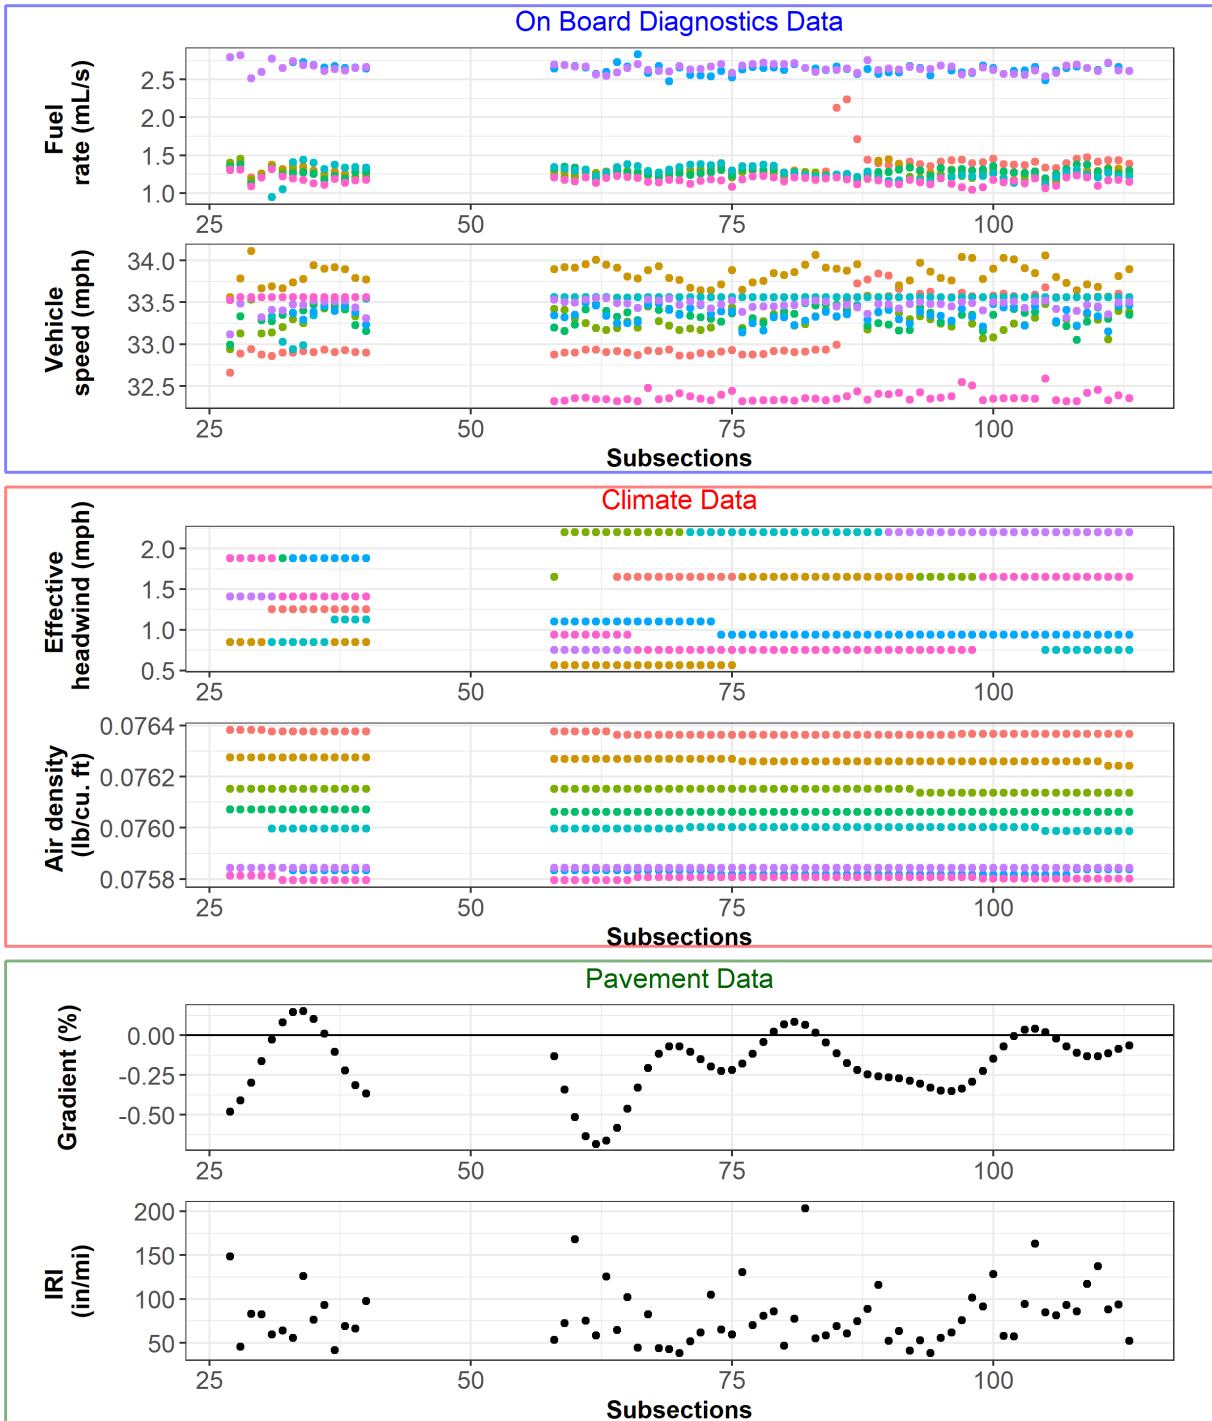 On Board Diagnostics Data
Fuel
rate (mL/s)
2.5
2.0
1.5
1.0
25 50 75 100
Vehicle
speed (mph)
34.0
33.5
33.0
32.5
25 50 75 100
Subsections
Climate Data
Effective
headwind (mph)
2.0
1.5
1.0
0.5
25 50 75 100
Air density
(lb/cu. ft)
0.0764
0.0762
0.0760
0.0758
25 50 75 100
Subsections
Pavement Data
Gradient (%)
0.00
-0.25
-0.50
25 50 75 100
IRI
(in/mi)
200
150
100
50
25 50 75 100
Subsections